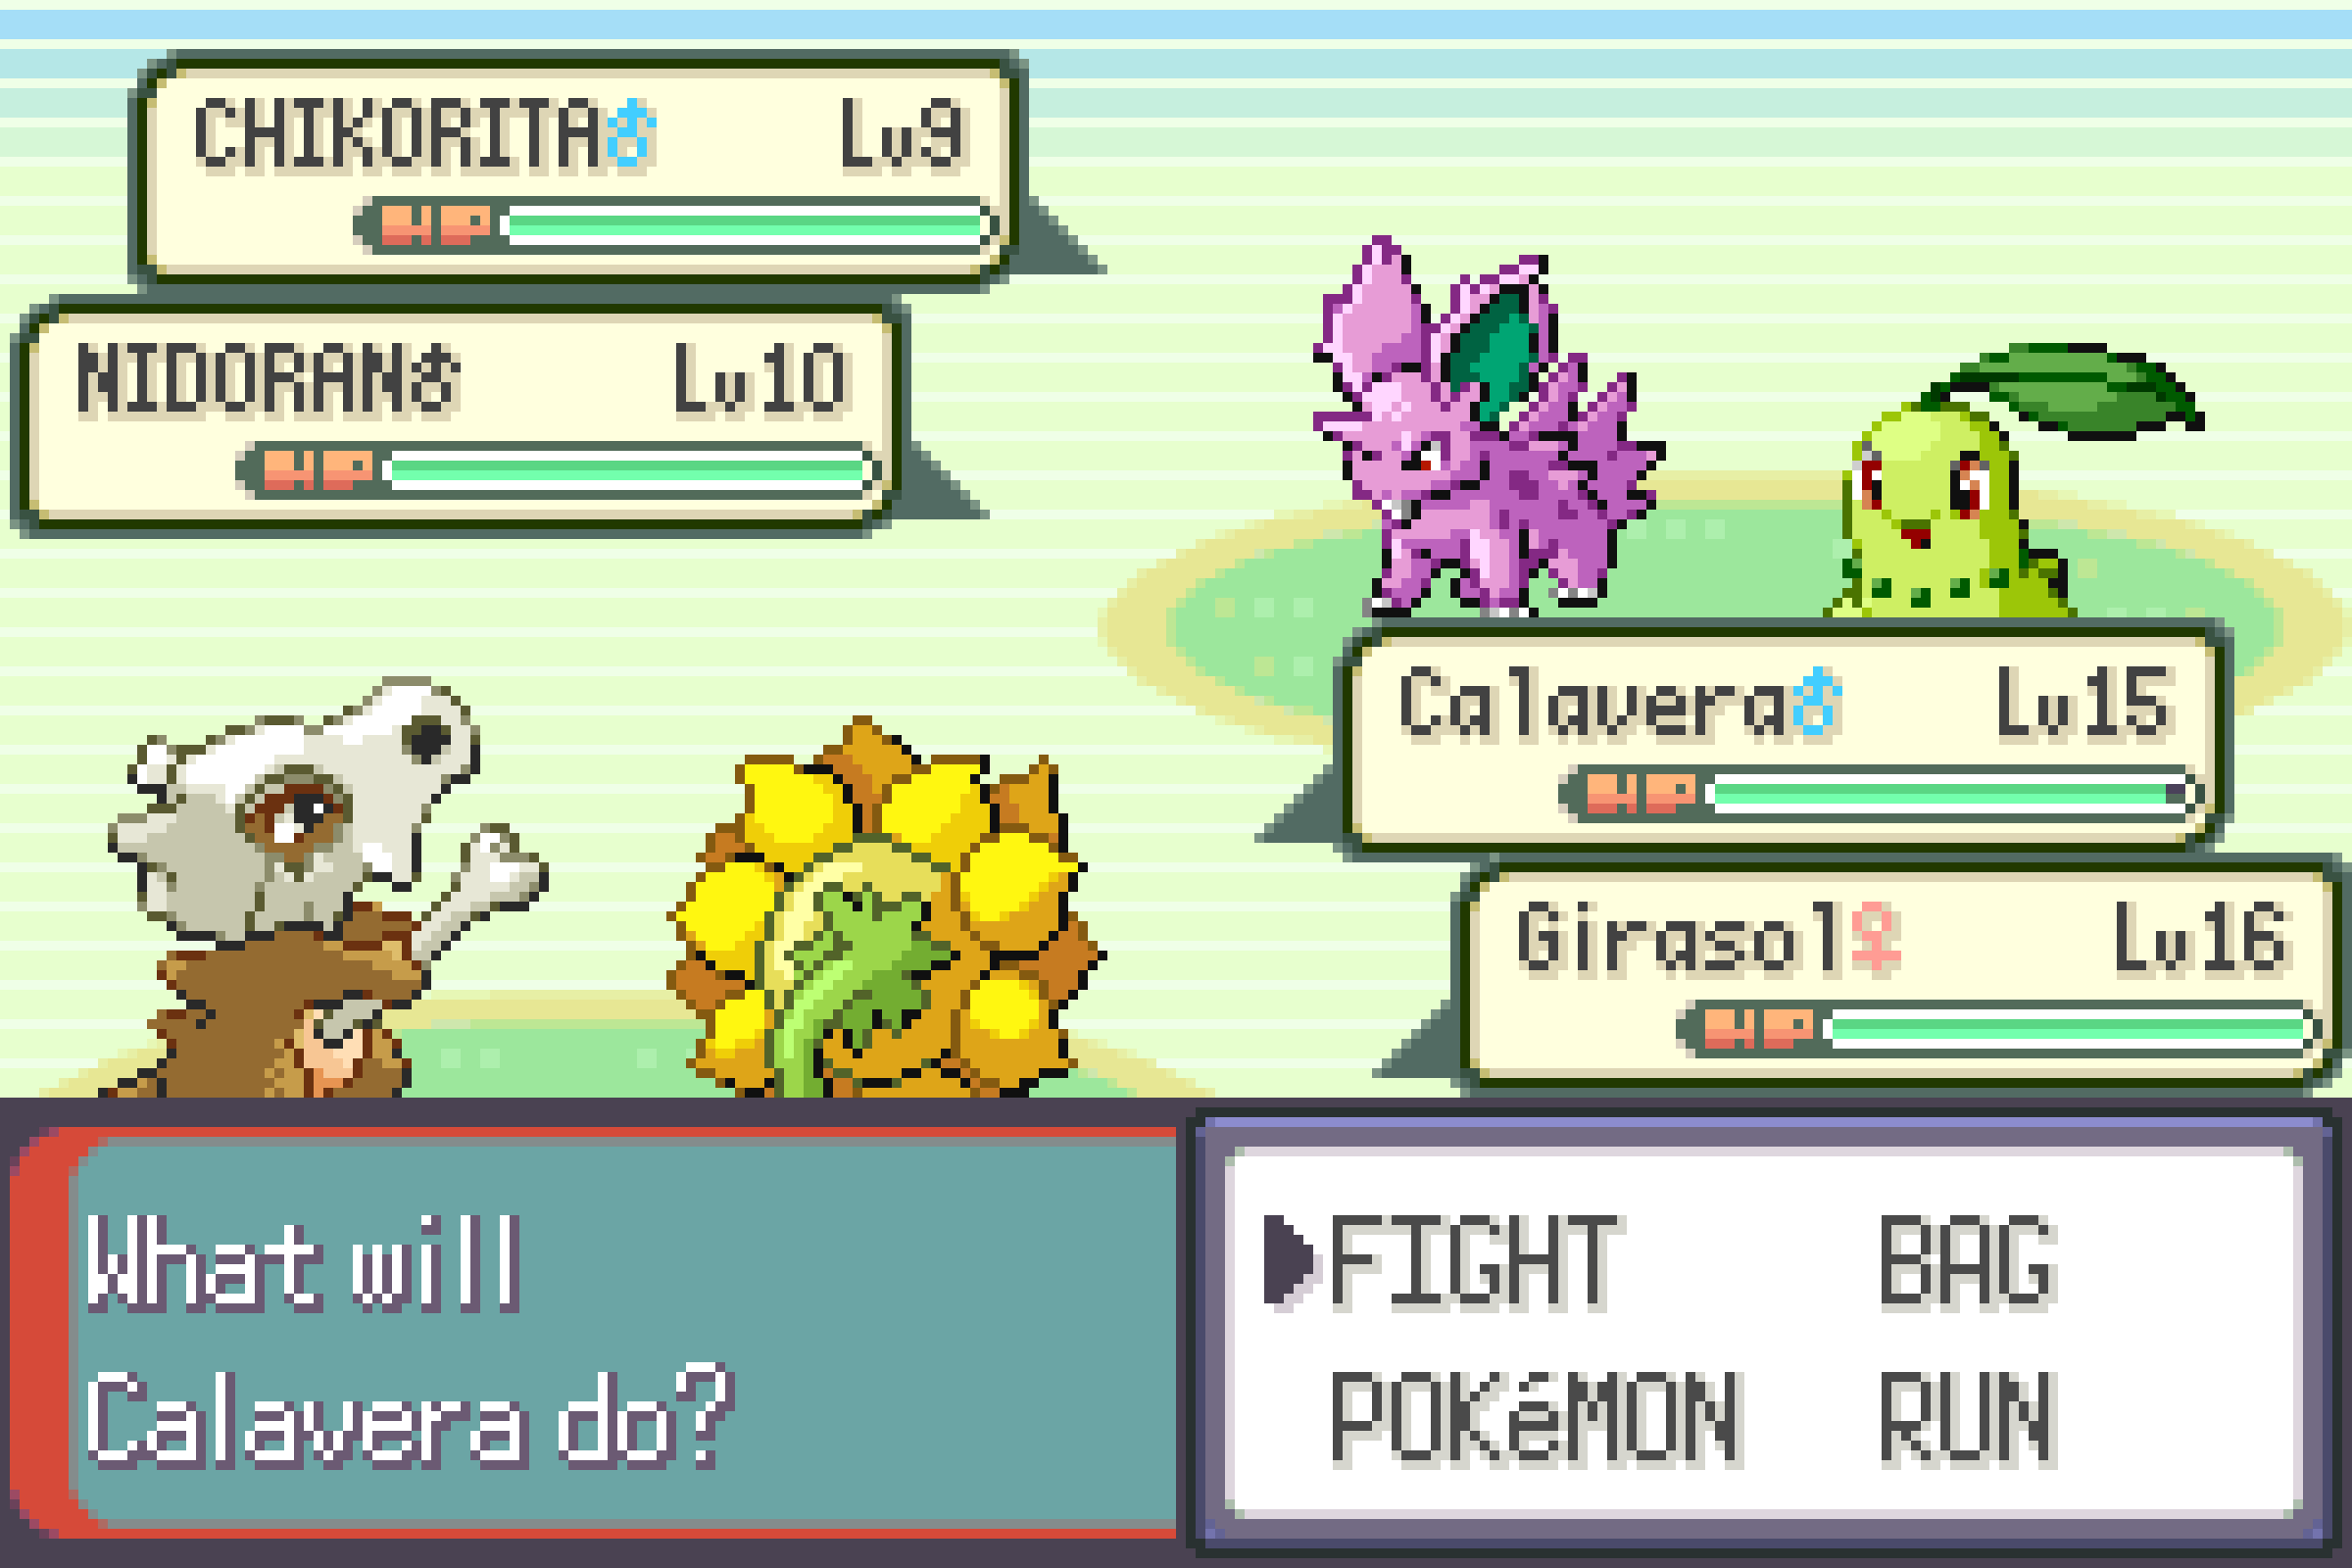 CHIKORITA♂ Lv9
HP
NIDORAN♂ Lv10
HP
Calavera♂ Lv15
HP
Girasol♀ Lv16
HP
What will
Calavera do?
FIGHT BAG
POKéMON RUN